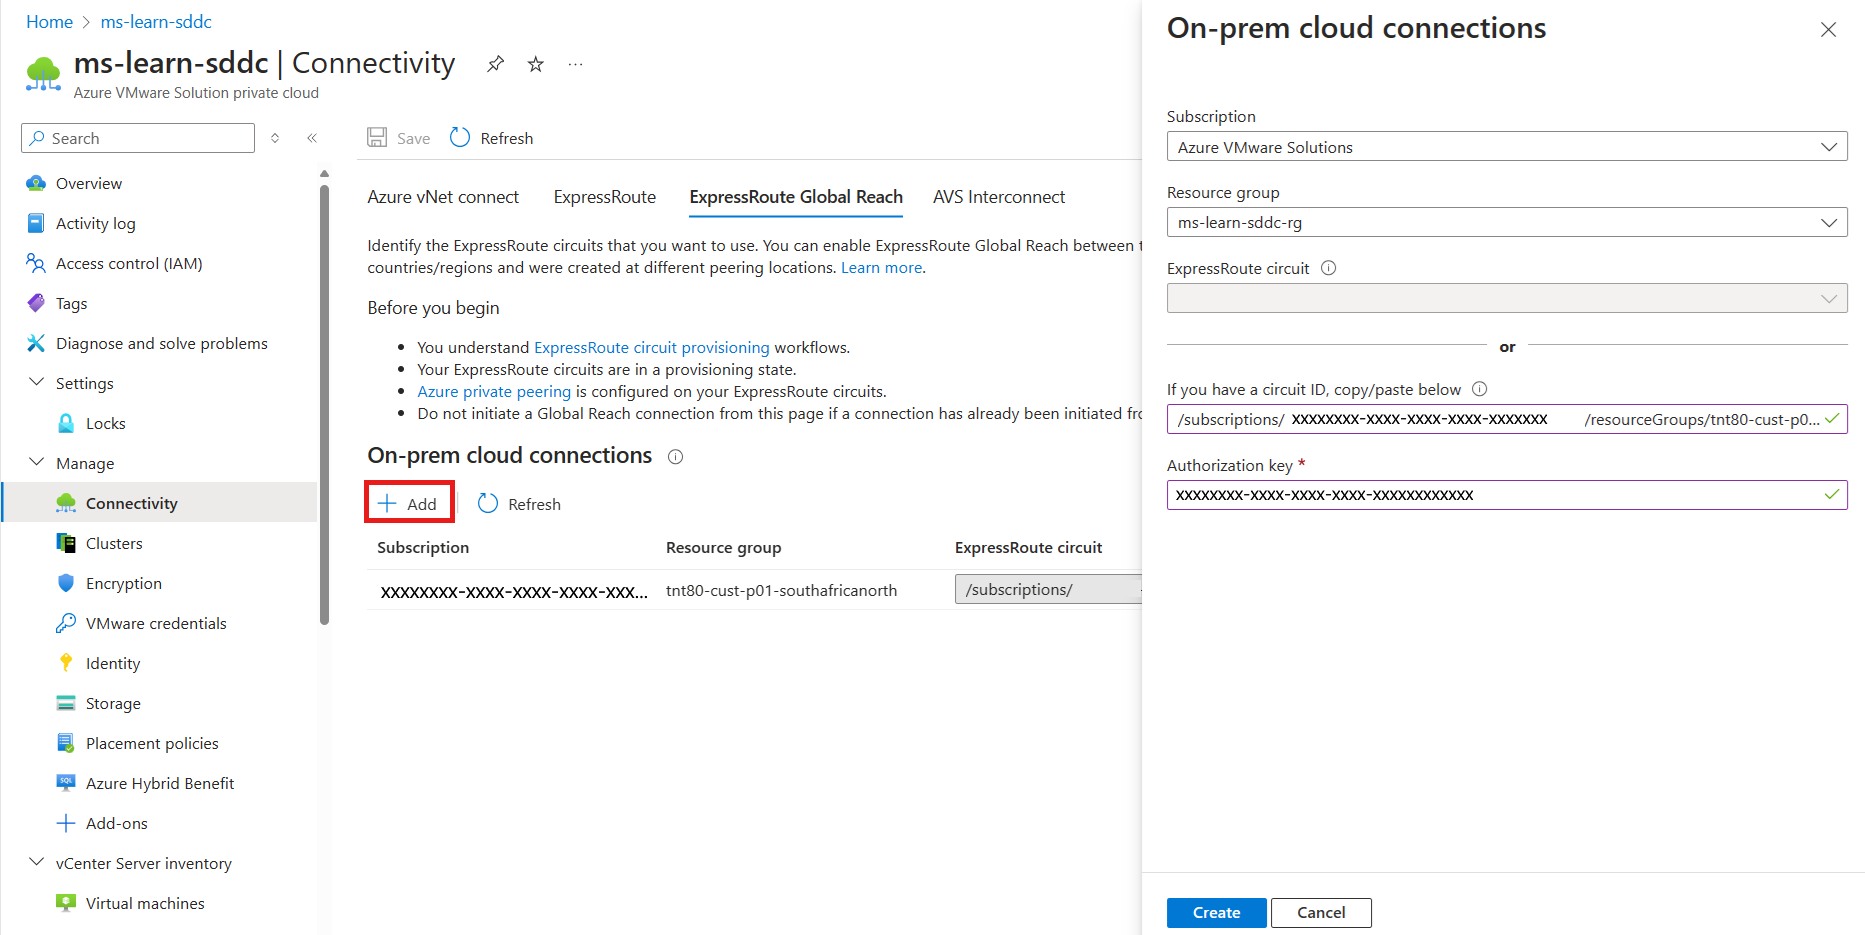 Home > ms-learn-sddc
ms-learn-sddc | Connectivity
Azure VMware Solution private cloud
Search
Overview
Activity log
Access control (IAM)
Tags
Diagnose and solve problems
Settings
Locks
Manage
Connectivity
Clusters
Encryption
VMware credentials
Identity
Storage
Placement policies
SQL
Azure Hybrid Benefit
Add-ons
vCenter Server inventory
Virtual machines
Save Refresh
Azure vNet connect ExpressRoute ExpressRoute Global Reach AVS Interconnect
Identify the ExpressRoute circuits that you want to use. You can enable ExpressRoute Global Reach between
countries/regions and were created at different peering locations. Learn more.
Before you begin
• You understand ExpressRoute circuit provisioning workflows.
• Your ExpressRoute circuits are in a provisioning state.
• Azure private peering is configured on your ExpressRoute circuits.
• Do not initiate a Global Reach connection from this page if a connection has already been initiated
On-prem cloud connections
Add Refresh
Subscription Resource group ExpressRoute circuit
XXXXXXXX-XXXX-XXXX-XXXX-XXX... tnt80-cust-p01-southafricanorth /subscriptions/
On-prem cloud connections
Subscription
Azure VMware Solutions
Resource group
ms-learn-sddc-rg
ExpressRoute circuit
or
If you have a circuit ID, copy/paste below
/subscriptions/ XXXXXXXX-XXXX-XXXX-XXXX-XXXXXXX /resourceGroups/tnt80-cust-p0...
Authorization key *
XXXXXXXX-XXXX-XXXX-XXXX-XXXXXXXXXXXX
Create Cancel